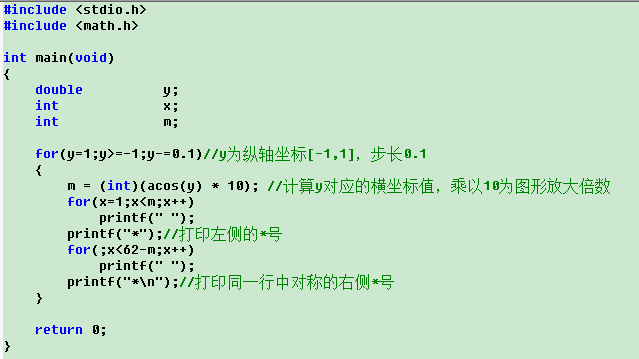 #include <stdio.h>
#include <math.h>
int main(void)
{
double y;
int x;
int m;
for(y=1;y>=-1;y-=0.1)//y为纵轴坐标[-1,1]，步长0.1
{
m = (int)(acos(y) * 10); //计算y对应的横坐标值，乘以10为图形放大倍数
for(x=1;x<m;x++)
printf(" ");
printf("*");//打印左侧的*号
for(;x<62-m;x++)
printf(" ");
printf("*\n");//打印同一行中对称的右侧*号
}
return 0;
}